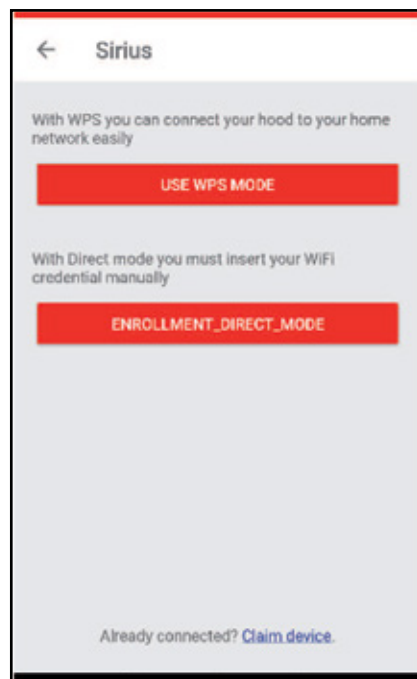 Sirius
With WPS you can connect your hood to your home
network easily
USE WPS MODE
With Direct mode you must insert your WiFi
credential manually
ENROLLMENT_DIRECT_MODE
Already connected? Claim device.